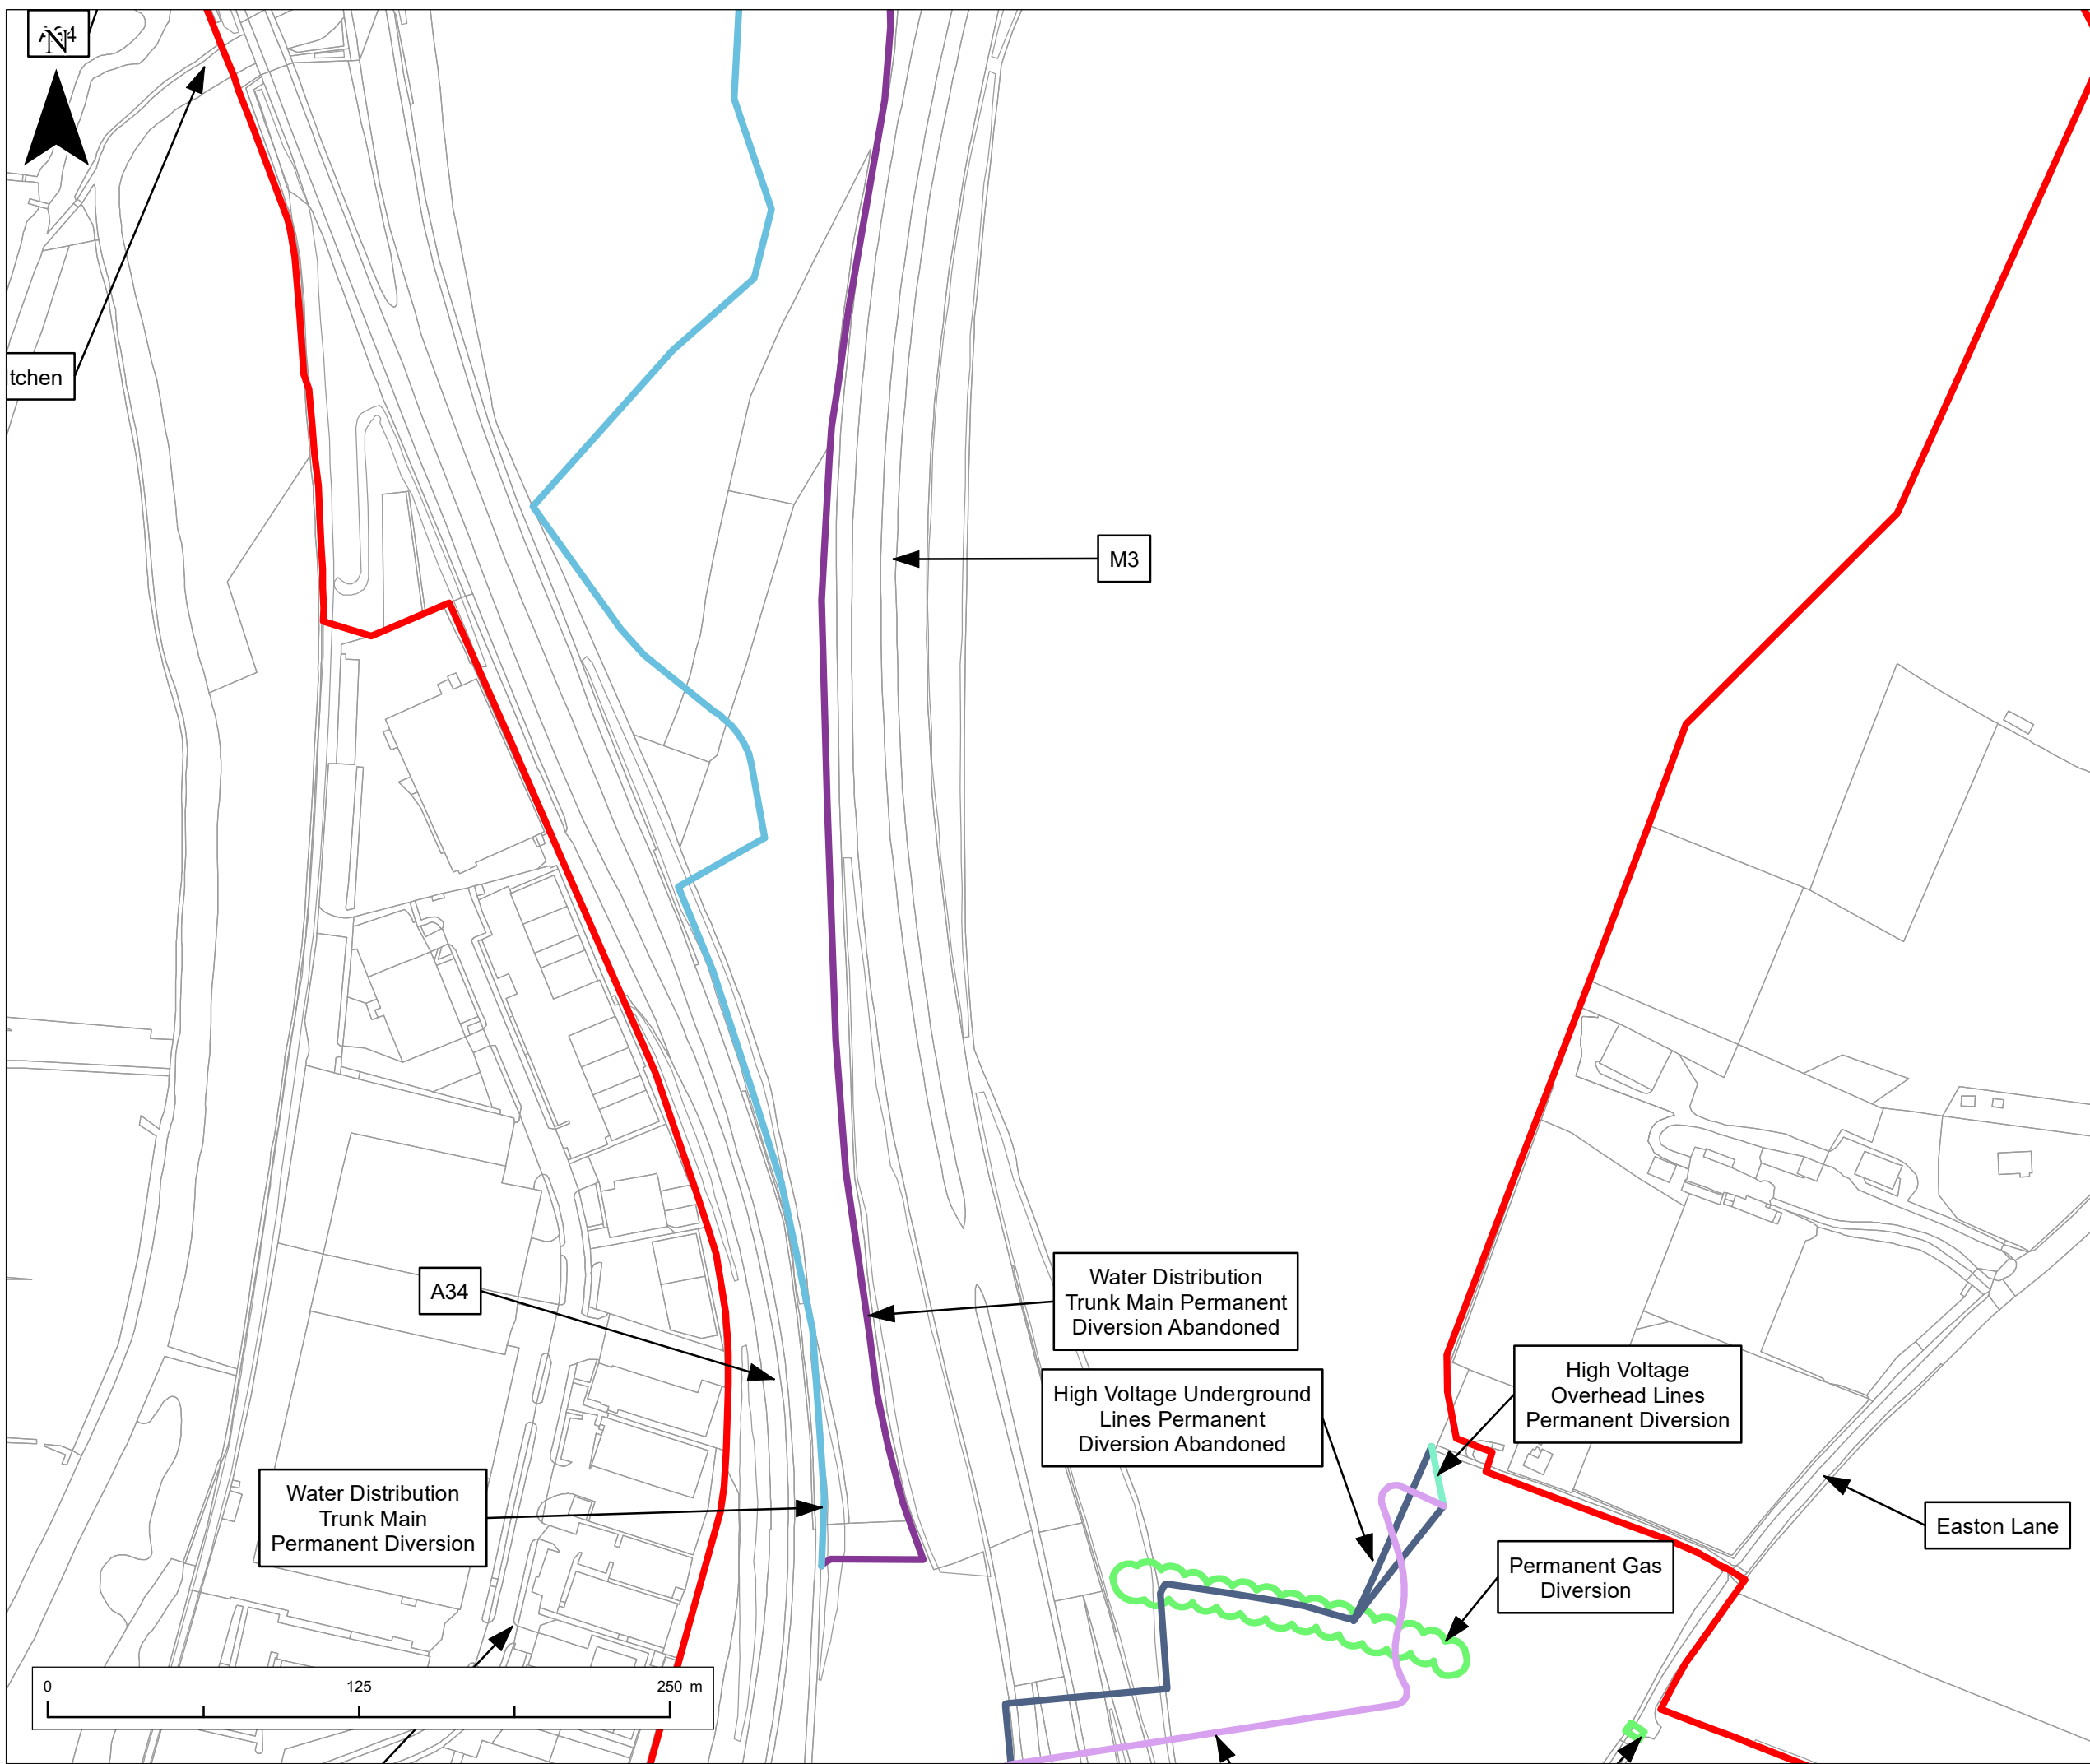 N
tchen
M3
Water Distribution
Trunk Main Permanent
Diversion Abandoned
A34
High Voltage Underground
Lines Permanent
Diversion Abandoned
High Voltage
Overhead Lines
Permanent Diversion
Water Distribution
Trunk Main
Permanent Diversion
Easton Lane
Permanent Gas
Diversion
0 125 250 m